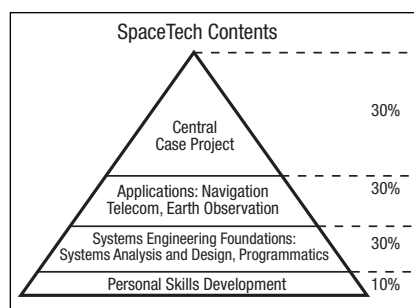 SpaceTech Contents
Central
Case Project
30%
Applications: Navigation
Telecom, Earth Observation
30%
Systems Engineering Foundations:
Systems Analysis and Design, Programmatics
30%
Personal Skills Development
10%